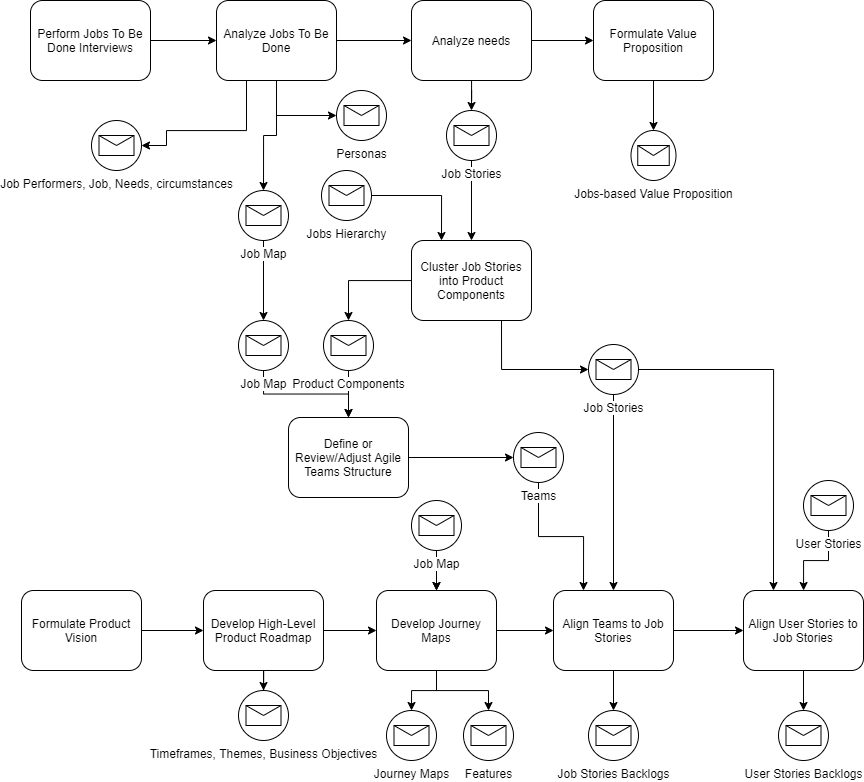 Perform Jobs To Be
Done Interviews
Analyze Jobs To Be
Done
Analyze needs
Formulate Value
Proposition
Personas
Job Stories
Job Performers, Job, Needs, circumstances
Jobs-based Value Proposition
Jobs Hierarchy
Job Map
Cluster Job Stories
into Product
Components
Job Map
Product Components
Job Stories
Define or
Review/Adjust Agile
Teams Structure
Teams
User Stories
Job Map
Formulate Product
Vision
Develop High-Level
Product Roadmap
Develop Journey
Maps
Align Teams to Job
Stories
Align User Stories to
Job Stories
Timeframes, Themes, Business Objectives
Journey Maps
Features
Job Stories Backlogs
User Stories Backlogs